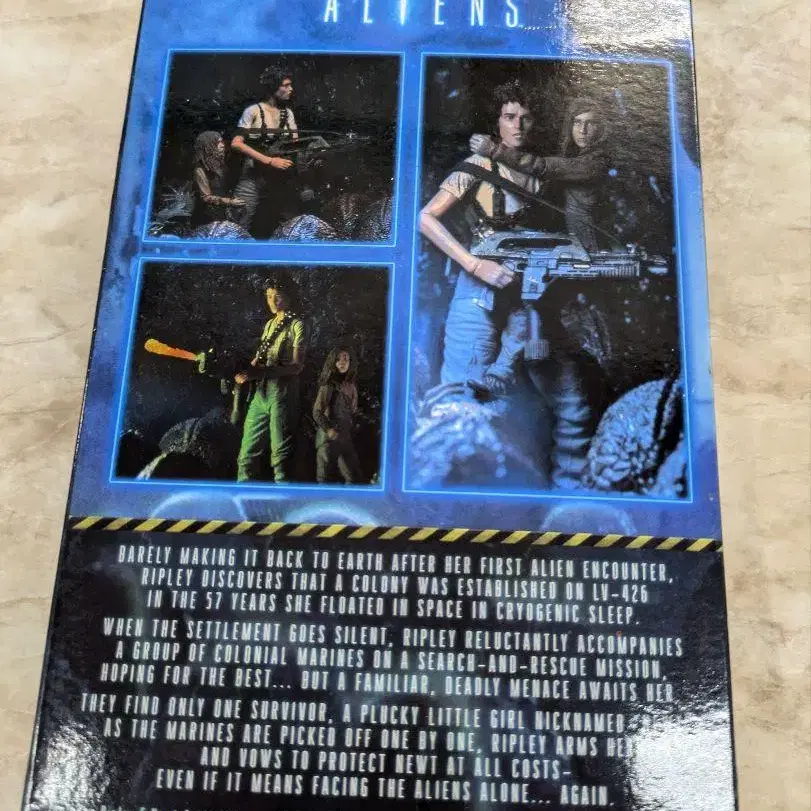 ALIENS
BARELY MAKING IT BACK TO EARTH AFTER HER FIRST ALIEN ENCOUNTER,
RIPLEY DISCOVERS THAT A COLONY WAS ESTABLISHED ON LV-426
IN THE 57 YEARS SHE FLOATED IN SPACE IN CRYOGENIC SLEEP.
WHEN THE SETTLEMENT GOES SILENT, RIPLEY RELUCTANTLY ACCOMPANIES
A GROUP OF COLONIAL MARINES ON A SEARCH-AND-RESCUE MISSION,
HOPING FOR THE BEST... BUT A FAMILIAR, DEADLY MENACE AWAITS HER
THEY FIND ONLY ONE SURVIVOR, A PLUCKY LITTLE GIRL NICKNAMED
AS THE MARINES ARE PICKED OFF ONE BY ONE, RIPLEY ARMS
AND VOWS TO PROTECT NEWT AT ALL COSTS-
EVEN IF IT MEANS FACING THE ALIENS ALONE... AGAIN.